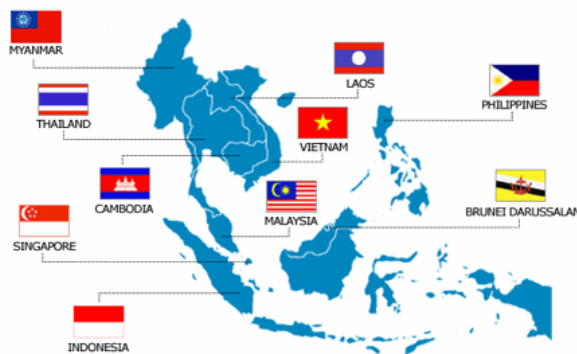 MYANMAR
LAOS
PHILIPPINES
THAILAND
VIETNAM
CAMBODIA
MALAYSIA
BRUNEI DARUSSALAM
SINGAPORE
INDONESIA